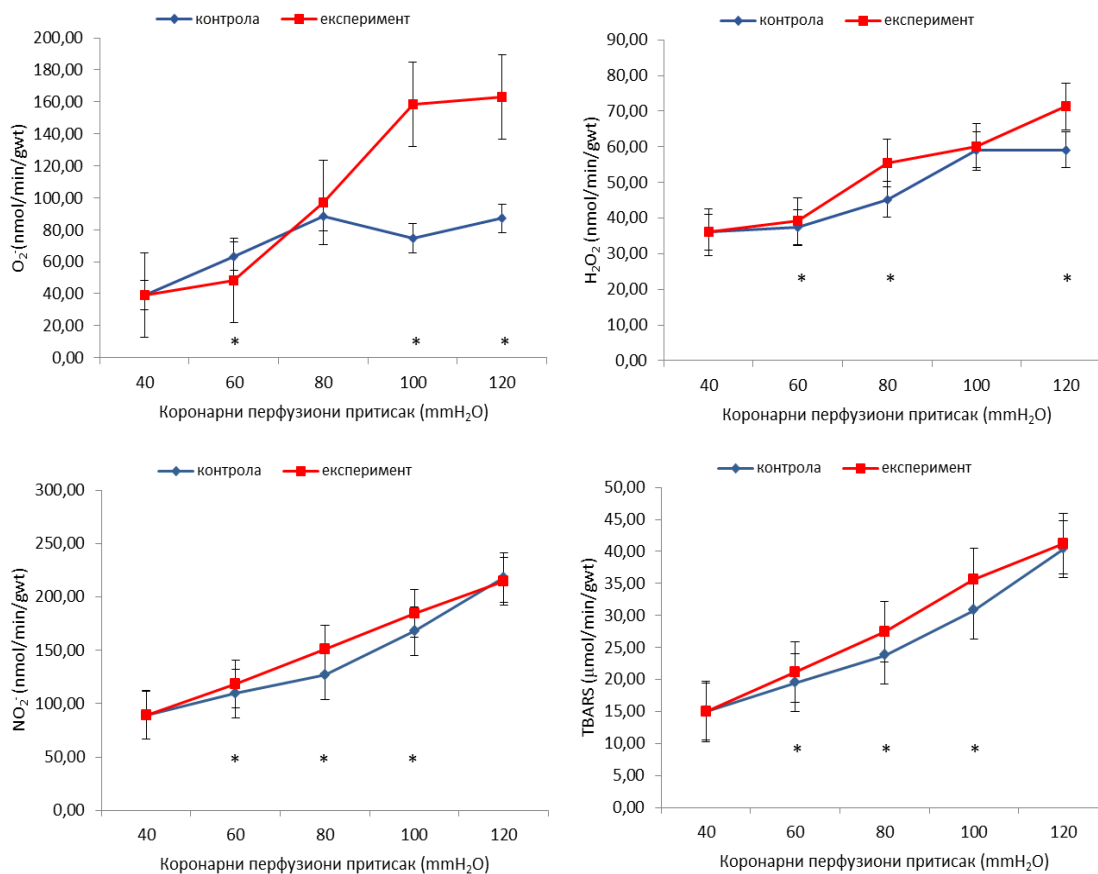 контрола експеримент
200,00
180,00
160,00
140,00
120,00
100,00
80,00
60,00
40,00
20,00
0,00
O₂⁻(nmol/min/gwt)
* * *
40 60 80 100 120
Коронарни перфузиони притисак (mmH₂O)
контрола експеримент
90,00
80,00
70,00
60,00
50,00
40,00
30,00
20,00
10,00
0,00
H₂O₂ (nmol/min/gwt)
* * *
40 60 80 100 120
Коронарни перфузиони притисак (mmH₂O)
контрола експеримент
300,00
250,00
200,00
150,00
100,00
50,00
0,00
NO₂⁻ (nmol/min/gwt)
* * *
40 60 80 100 120
Коронарни перфузиони притисак (mmH₂O)
контрола експеримент
50,00
45,00
40,00
35,00
30,00
25,00
20,00
15,00
10,00
5,00
0,00
TBARS (μmol/min/gwt)
* * *
40 60 80 100 120
Коронарни перфузиони притисак (mmH₂O)